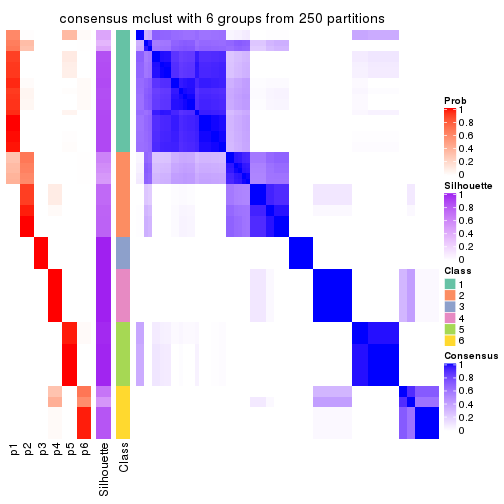 consensus mclust with 6 groups from 250 partitions
Prob
1
0.8
0.6
0.4
0.2
0
Silhouette
1
0.8
0.6
0.4
0.2
0
Class
1
2
3
4
5
6
Consensus
1
0.8
0.6
0.4
0.2
0
p1
p2
p3
p4
p5
p6
Silhouette
Class